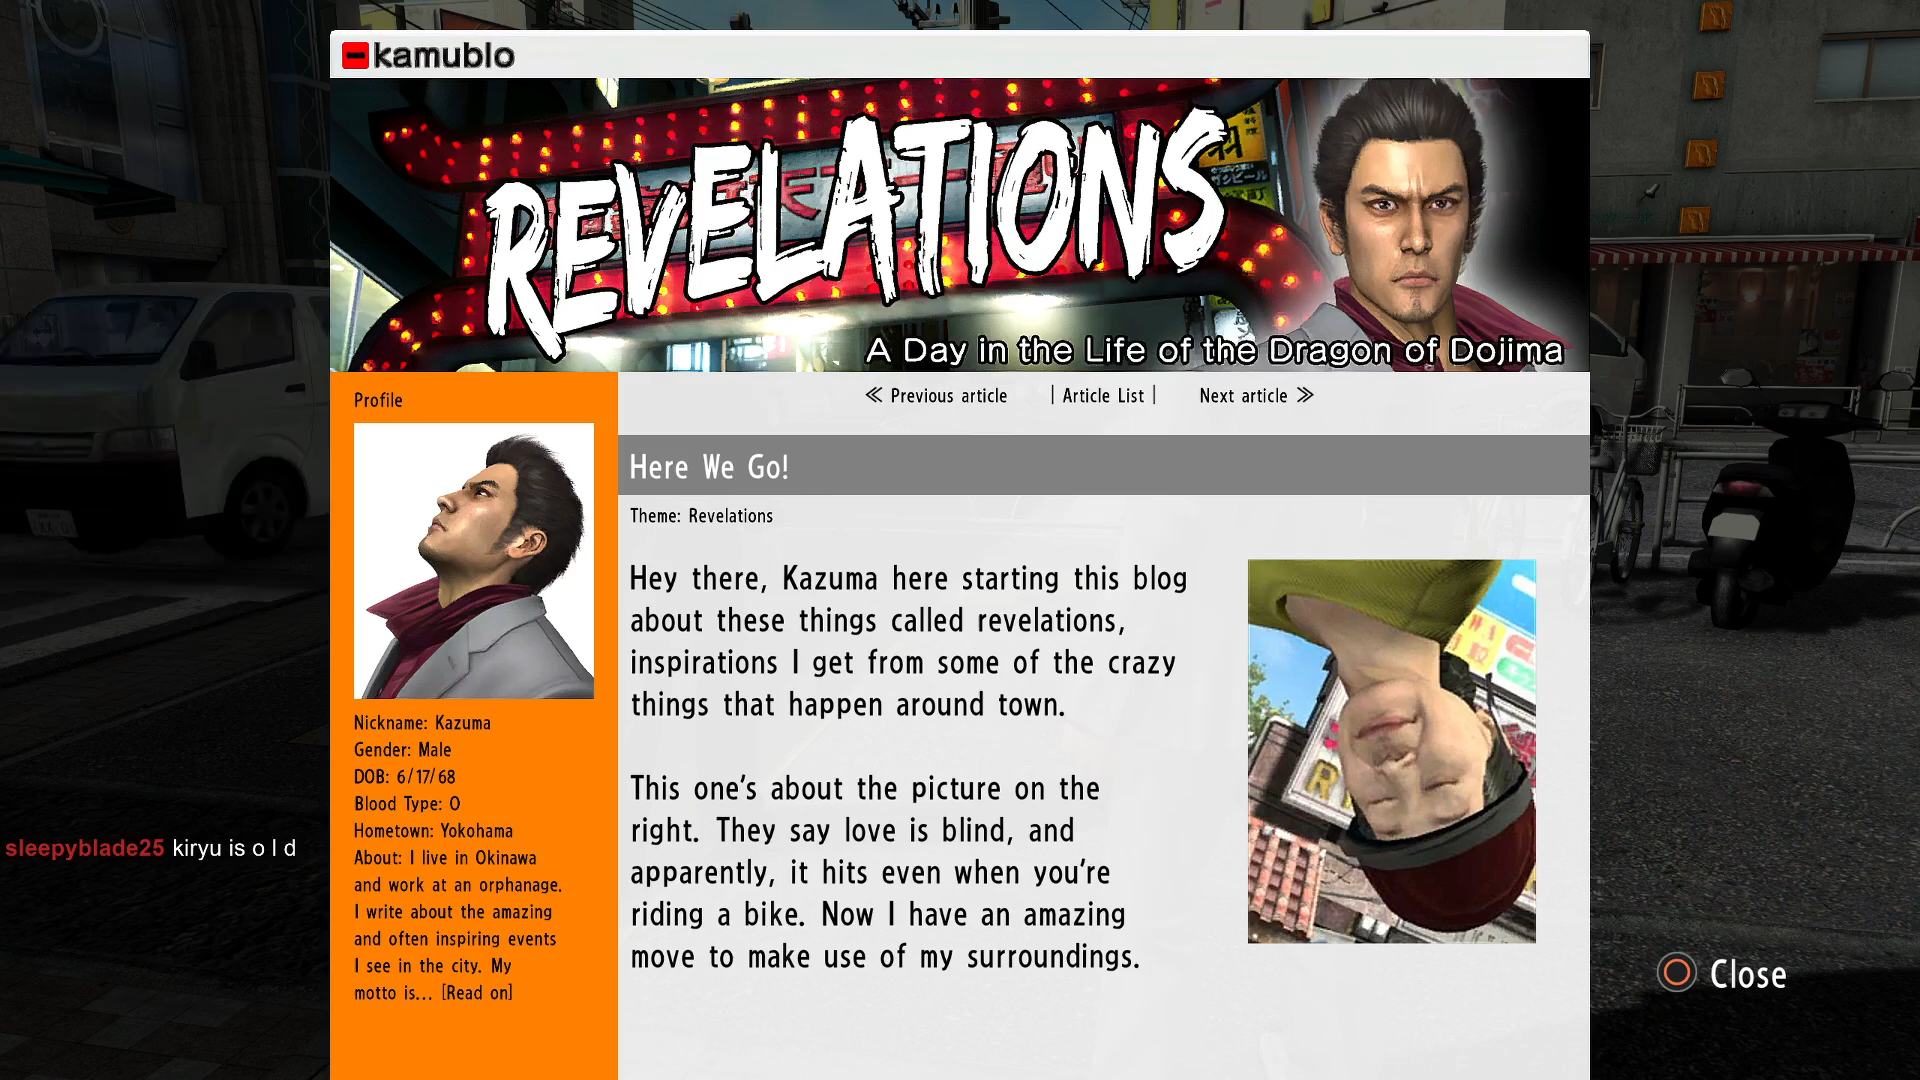 kamublo
REVELATIONS
A Day in the Life of the Dragon of Dojima
Profile
≪ Previous article | Article List | Next article ≫
Here We Go!
Theme: Revelations
Hey there, Kazuma here starting this blog
about these things called revelations,
inspirations I get from some of the crazy
things that happen around town.
This one's about the picture on the
right. They say love is blind, and
apparently, it hits even when you're
riding a bike. Now I have an amazing
move to make use of my surroundings.
Nickname: Kazuma
Gender: Male
DOB: 6/17/68
Blood Type: O
Hometown: Yokohama
About: I live in Okinawa
and work at an orphanage.
I write about the amazing
and often inspiring events
I see in the city. My
motto is... [Read on]
sleepyblade25 kiryu is o l d
Close